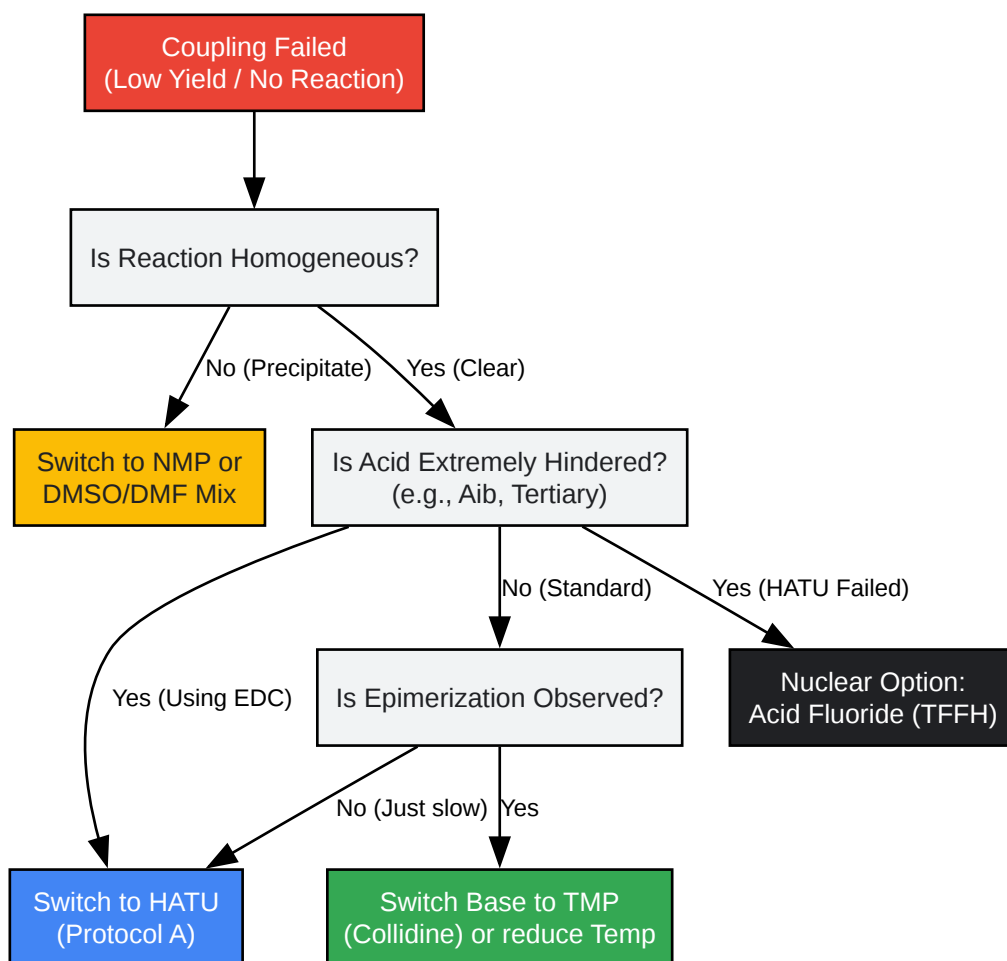 Coupling Failed
(Low Yield / No Reaction)
Is Reaction Homogeneous?
No (Precipitate)
Yes (Clear)
Switch to NMP or
DMSO/DMF Mix
Is Acid Extremely Hindered?
(e.g., Aib, Tertiary)
No (Standard)
Yes (HATU Failed)
Yes (Using EDC)
Is Epimerization Observed?
Nuclear Option:
Acid Fluoride (TFFH)
No (Just slow)
Yes
Switch to HATU
(Protocol A)
Switch Base to TMP
(Collidine) or reduce Temp